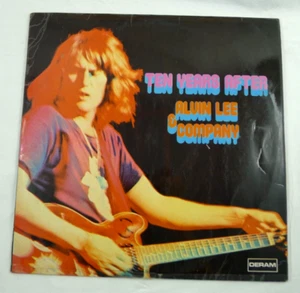 TEN YEARS AFTER
ALVIN LEE
& COMPANY
DERAM